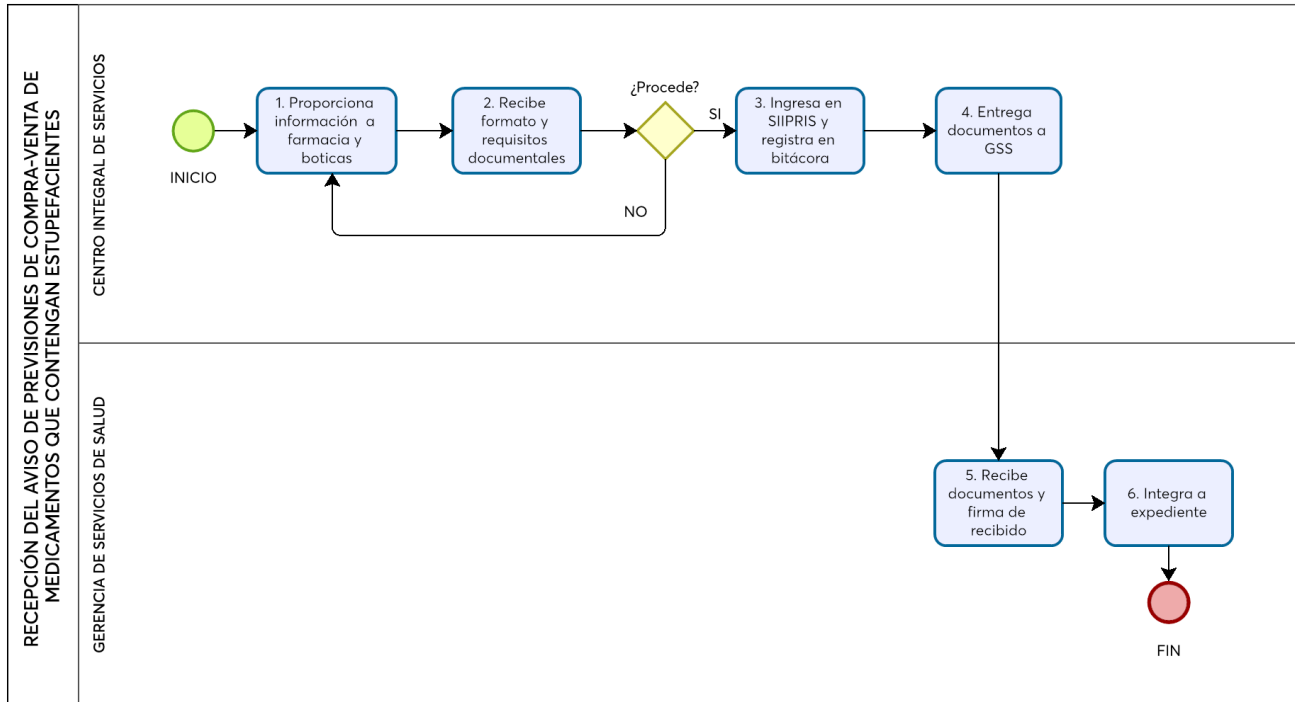 RECEPCIÓN DEL AVISO DE PREVISIONES DE COMPRA-VENTA DE
MEDICAMENTOS QUE CONTENGAN ESTUPEFACIENTES
CENTRO INTEGRAL DE SERVICIOS
INICIO
1. Proporciona
información a
farmacia y
boticas
2. Recibe
formato y
requisitos
documentales
¿Procede?
SI
NO
3. Ingresa en
SIIPRIS y
registra en
bitácora
4. Entrega
documentos a
GSS
GERENCIA DE SERVICIOS DE SALUD
5. Recibe
documentos y
firma de
recibido
6. Integra a
expediente
FIN